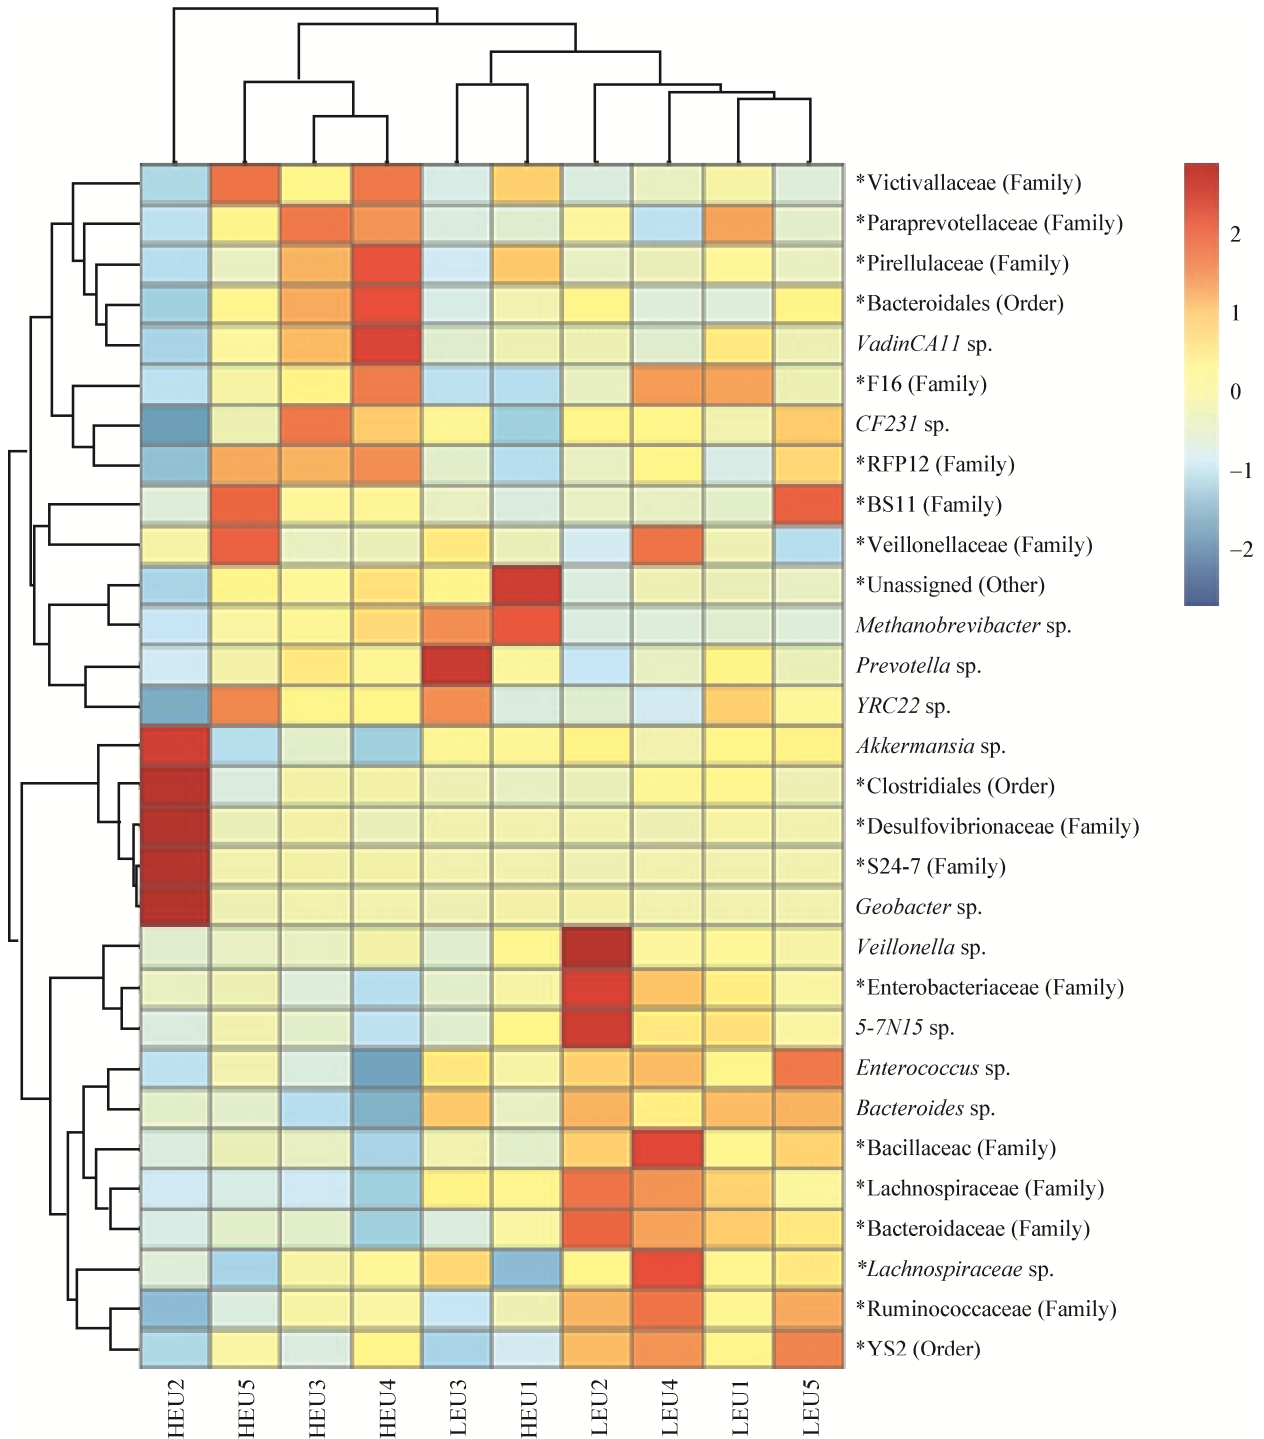 *Victivallaceae (Family)
*Paraprevotellaceae (Family)
*Pirellulaceae (Family)
*Bacteroidales (Order)
VadinCA11 sp.
*F16 (Family)
CF231 sp.
*RFP12 (Family)
*BS11 (Family)
*Veillonellaceae (Family)
*Unassigned (Other)
Methanobrevibacter sp.
Prevotella sp.
YRC22 sp.
Akkermansia sp.
*Clostridiales (Order)
*Desulfovibrionaceae (Family)
*S24-7 (Family)
Geobacter sp.
Veillonella sp.
*Enterobacteriaceae (Family)
5-7N15 sp.
Enterococcus sp.
Bacteroides sp.
*Bacillaceac (Family)
*Lachnospiraceae (Family)
*Bacteroidaceae (Family)
*Lachnospiraceae sp.
*Ruminococcaceae (Family)
*YS2 (Order)
2
1
0
−1
−2
HEU2 HEU5 HEU3 HEU4 LEU3 HEU1 LEU2 LEU4 LEU1 LEU5